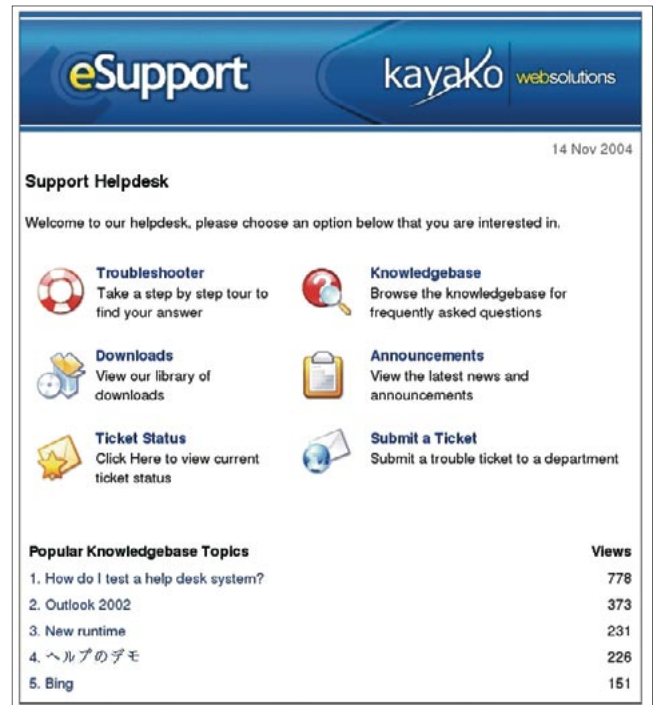 eSupport kayako websolutions
14 Nov 2004
Support Helpdesk
Welcome to our helpdesk, please choose an option below that you are interested in.
Troubleshooter
Take a step by step tour to
find your answer
Knowledgebase
Browse the knowledgebase for
frequently asked questions
Downloads
View our library of
downloads
Announcements
View the latest news and
announcements
Ticket Status
Click Here to view current
ticket status
Submit a Ticket
Submit a trouble ticket to a department
Popular Knowledgebase Topics Views
1. How do I test a help desk system? 778
2. Outlook 2002 373
3. New runtime 231
4. ヘルプのデモ 226
5. Bing 151